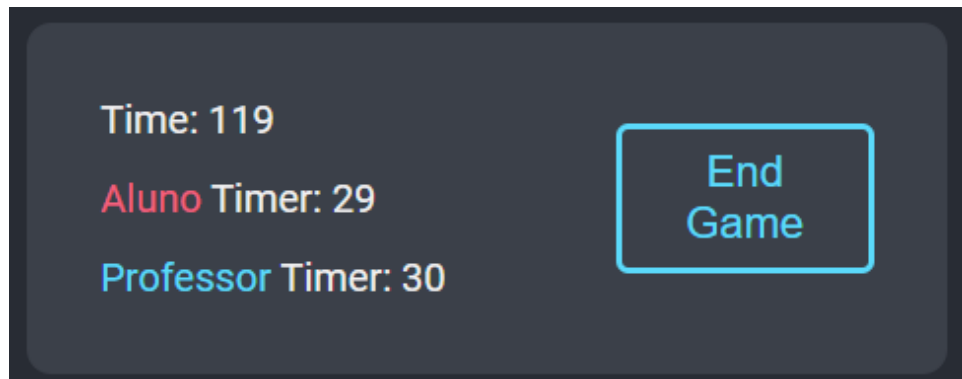 Time: 119
Aluno Timer: 29
Professor Timer: 30
End
Game